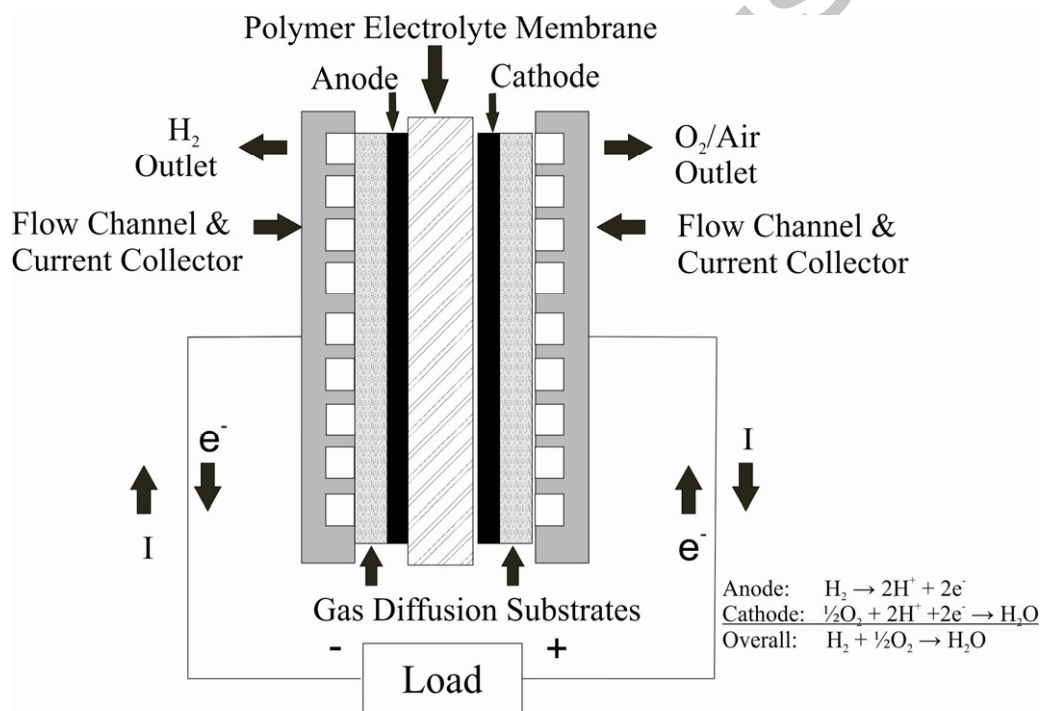 Polymer Electrolyte Membrane
Anode
Cathode
H₂
Outlet
O₂/Air
Outlet
Flow Channel &
Current Collector
Flow Channel &
Current Collector
e⁻
I
I
e⁻
Gas Diffusion Substrates
Anode: H₂ → 2H⁺ + 2e⁻
Cathode: ½O₂ + 2H⁺ +2e⁻ → H₂O
Overall: H₂ + ½O₂ → H₂O
- +
Load